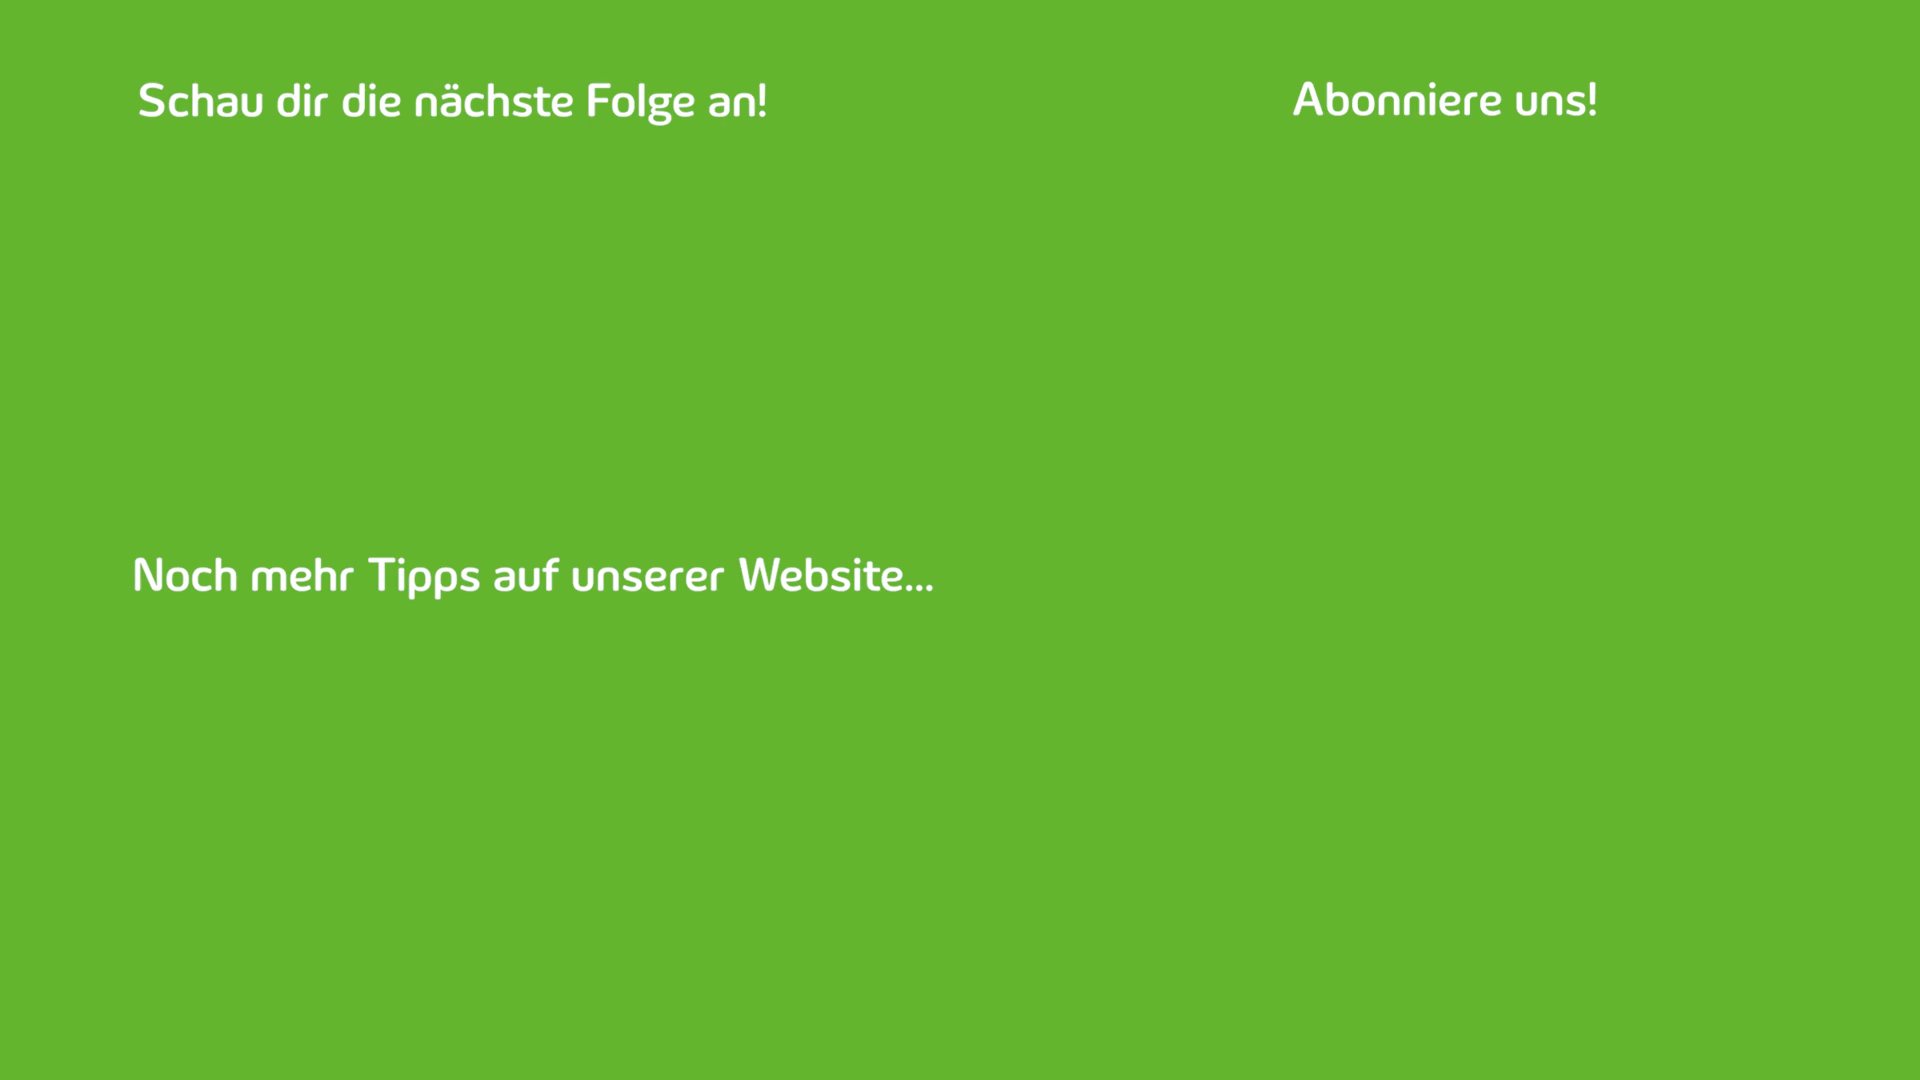 Schau dir die nächste Folge an!
Abonniere uns!
Noch mehr Tipps auf unserer Website...